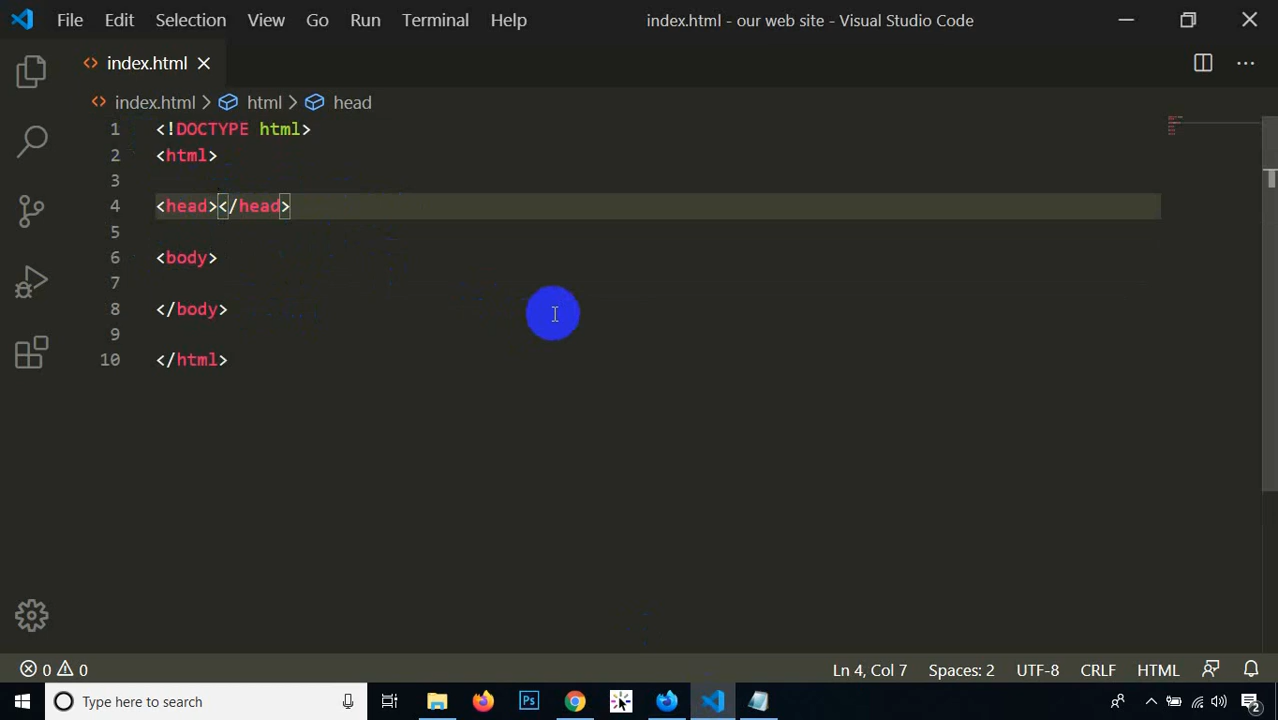 File Edit Selection View Go Run Terminal Help index.html - our web site - Visual Studio Code
index.html
index.html > html > head
1 <!DOCTYPE html>
2 <html>
3
4 <head></head>
5
6 <body>
7
8 </body>
9
10 </html>
0 0 Ln 4, Col 7 Spaces: 2 UTF-8 CRLF HTML
Type here to search Ps 2